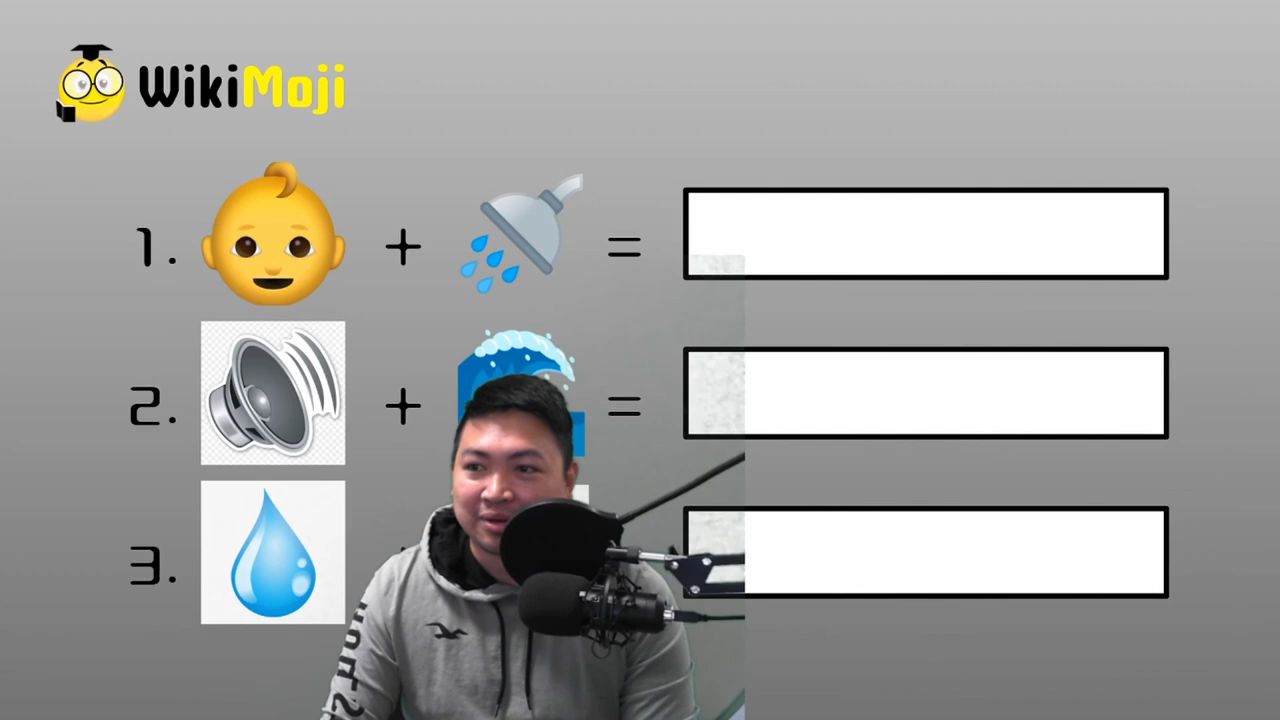 WikiMoji
1. + =
2. + =
3.